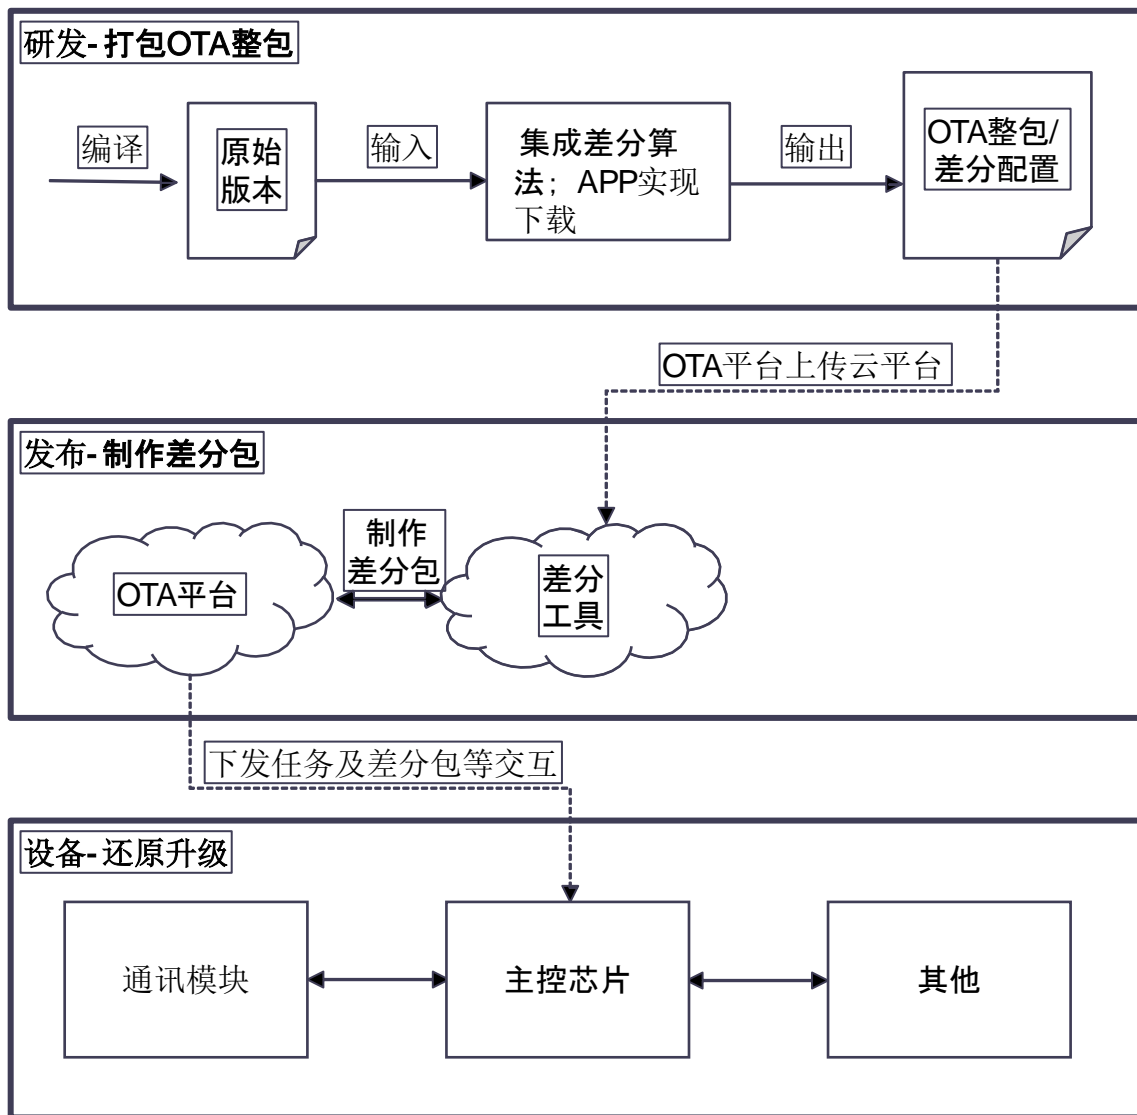 研发-打包OTA整包
编译
原始
版本
输入
集成差分算
法；APP实现
下载
输出
OTA整包/
差分配置
OTA平台上传云平台
发布-制作差分包
OTA平台
制作
差分包
差分
工具
下发任务及差分包等交互
设备-还原升级
通讯模块
主控芯片
其他